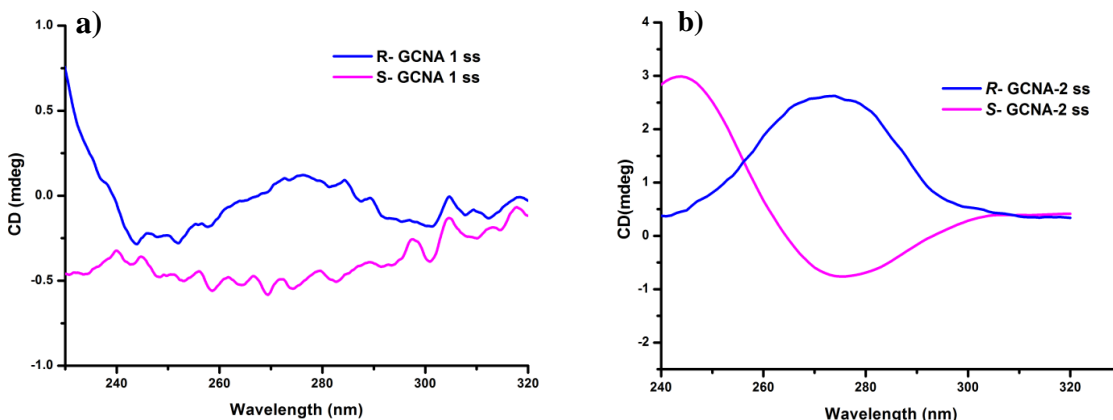 a)
R- GCNA 1 ss
S- GCNA 1 ss
CD (mdeg)
1.0
0.5
0.0
-0.5
-1.0
240
260
280
300
320
Wavelength (nm)
b)
R- GCNA-2 ss
S- GCNA-2 ss
CD(mdeg)
4
3
2
1
0
-1
-2
240
260
280
300
320
Wavelength (nm)